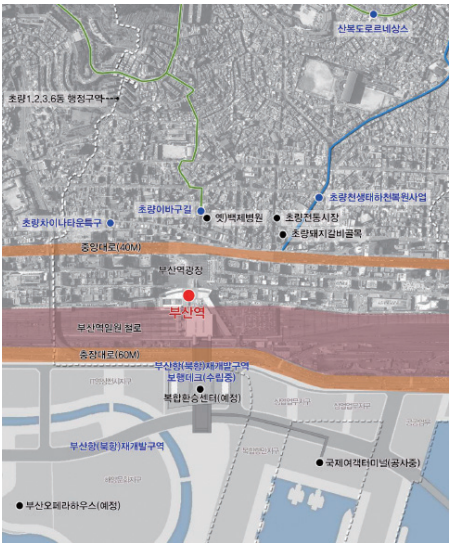 산복도로르네상스
초량1,2,3,6동 행정구역
초량천생태하천복원사업
초량이바구길
옛)백제병원
초량전통시장
초량차이나타운특구
초량돼지갈비골목
중앙대로(40M)
부산역광장
부산역
부산역일원 철로
충장대로(60M)
부산항(북항)재개발구역
보행데크(수립중)
복합환승센터(예정)
부산항(북항)재개발구역
국제여객터미널(공사중)
부산오페라하우스(예정)